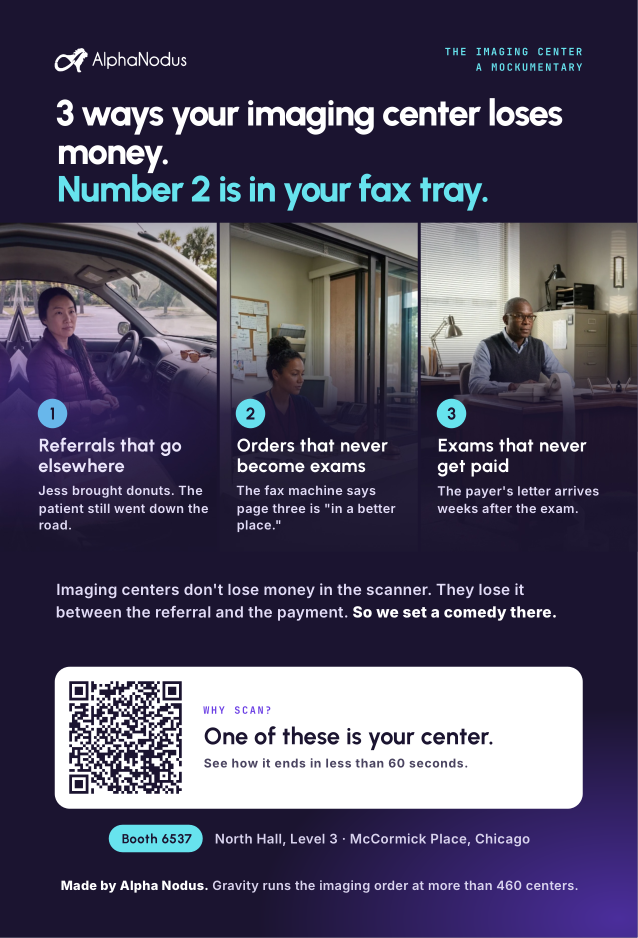 AlphaNodus
THE IMAGING CENTER
A MOCKUMENTARY
3 ways your imaging center loses
money.
Number 2 is in your fax tray.
1
Referrals that go
elsewhere
Jess brought donuts. The
patient still went down the
road.
2
Orders that never
become exams
The fax machine says
page three is "in a better
place."
3
Exams that never
get paid
The payer's letter arrives
weeks after the exam.
Imaging centers don't lose money in the scanner. They lose it
between the referral and the payment. So we set a comedy there.
WHY SCAN?
One of these is your center.
See how it ends in less than 60 seconds.
Booth 6537
North Hall, Level 3 · McCormick Place, Chicago
Made by Alpha Nodus. Gravity runs the imaging order at more than 460 centers.